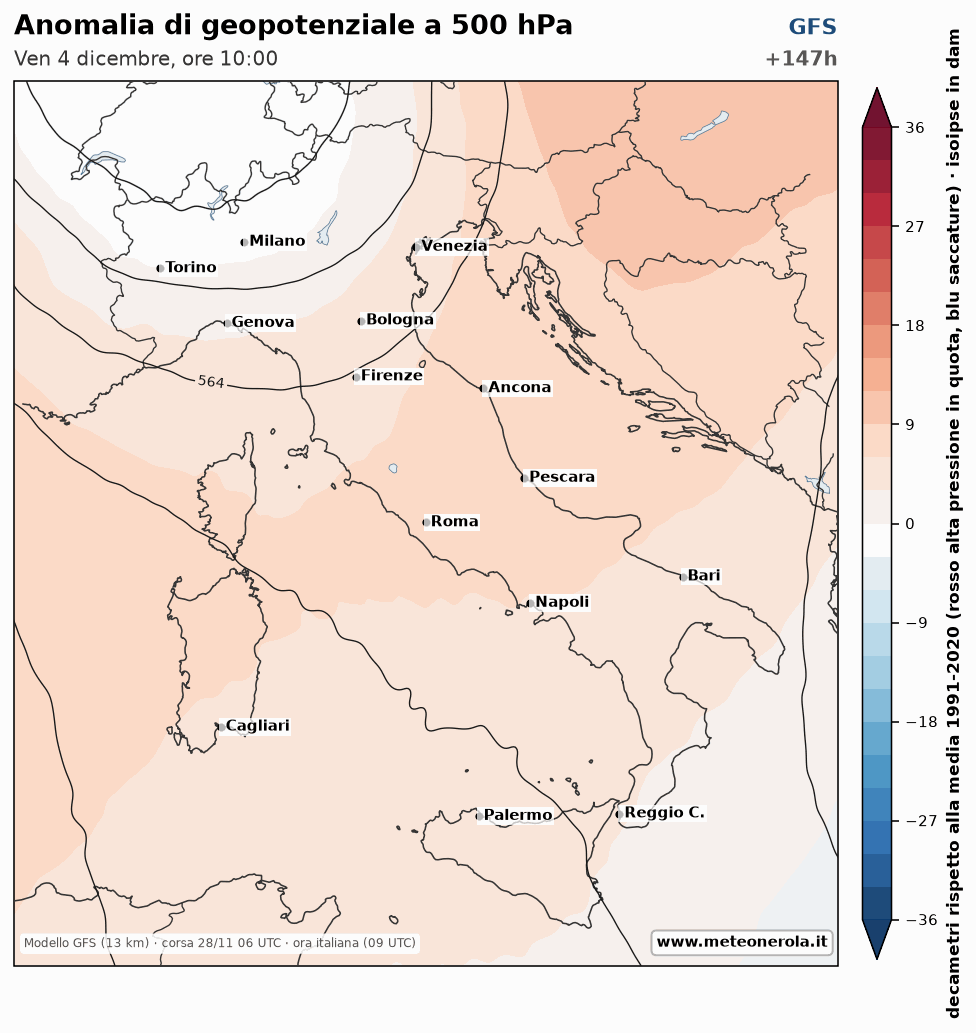 Anomalia di geopotenziale a 500 hPa
GFS
Ven 4 dicembre, ore 10:00
+147h
Milano
Torino
Venezia
Genova
Bologna
564
Firenze
Ancona
Pescara
Roma
Bari
Napoli
Cagliari
Palermo
Reggio C.
Modello GFS (13 km) · corsa 28/11 06 UTC · ora italiana (09 UTC)
www.meteonerola.it
36
27
18
9
0
−9
−18
−27
−36
decametri rispetto alla media 1991-2020 (rosso alta pressione in quota, blu saccature) · isoipse in dam